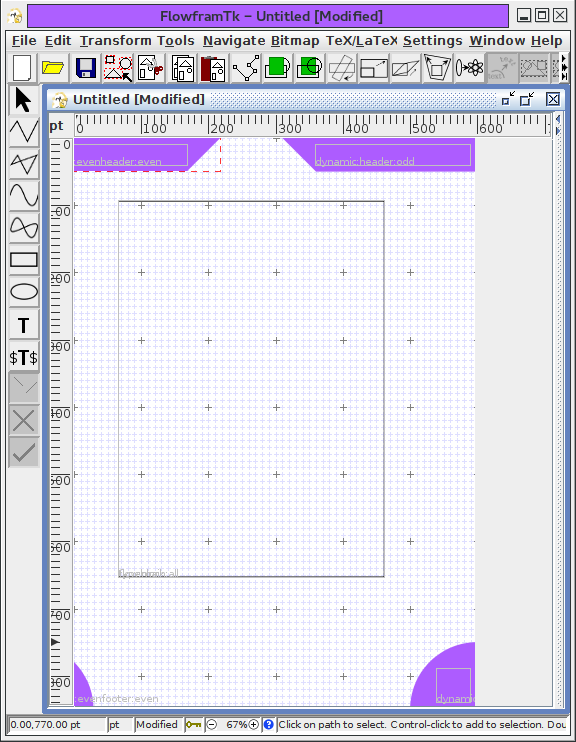 FlowframTk – Untitled [Modified]
File Edit Transform Tools Navigate Bitmap TeX/LaTeX Settings Window Help
Untitled [Modified]
pt 0 100 200 300 400 500 600
0
:evenheader:even
dynamic:header:odd
100
200
300
400
500
600
700
800
:evenfooter:even
dynamic
T
$T$
0.00,770.00 pt pt Modified 67% Click on path to select. Control-click to add to selection. Dou